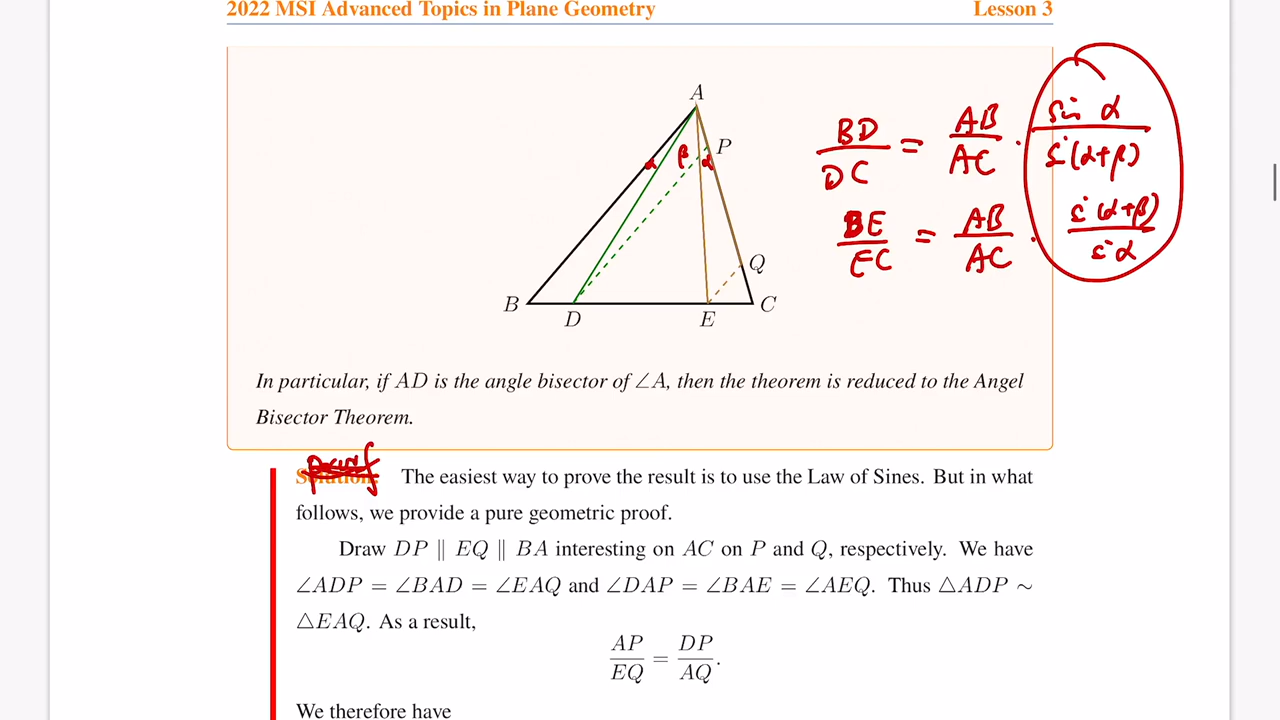 2022 MSI Advanced Topics in Plane Geometry Lesson 3
A
P
β
α
α
Q
B
C
D
E
BD/DC = AB/AC · sin α/sin(α+β)
BE/EC = AB/AC · sin(α+β)/sin α
In particular, if AD is the angle bisector of ∠A, then the theorem is reduced to the Angel
Bisector Theorem.
proof
Solution. The easiest way to prove the result is to use the Law of Sines. But in what
follows, we provide a pure geometric proof.
Draw DP ∥ EQ ∥ BA interesting on AC on P and Q, respectively. We have
∠ADP = ∠BAD = ∠EAQ and ∠DAP = ∠BAE = ∠AEQ. Thus △ADP ∼
△EAQ. As a result,
AP/EQ = DP/AQ.
We therefore have